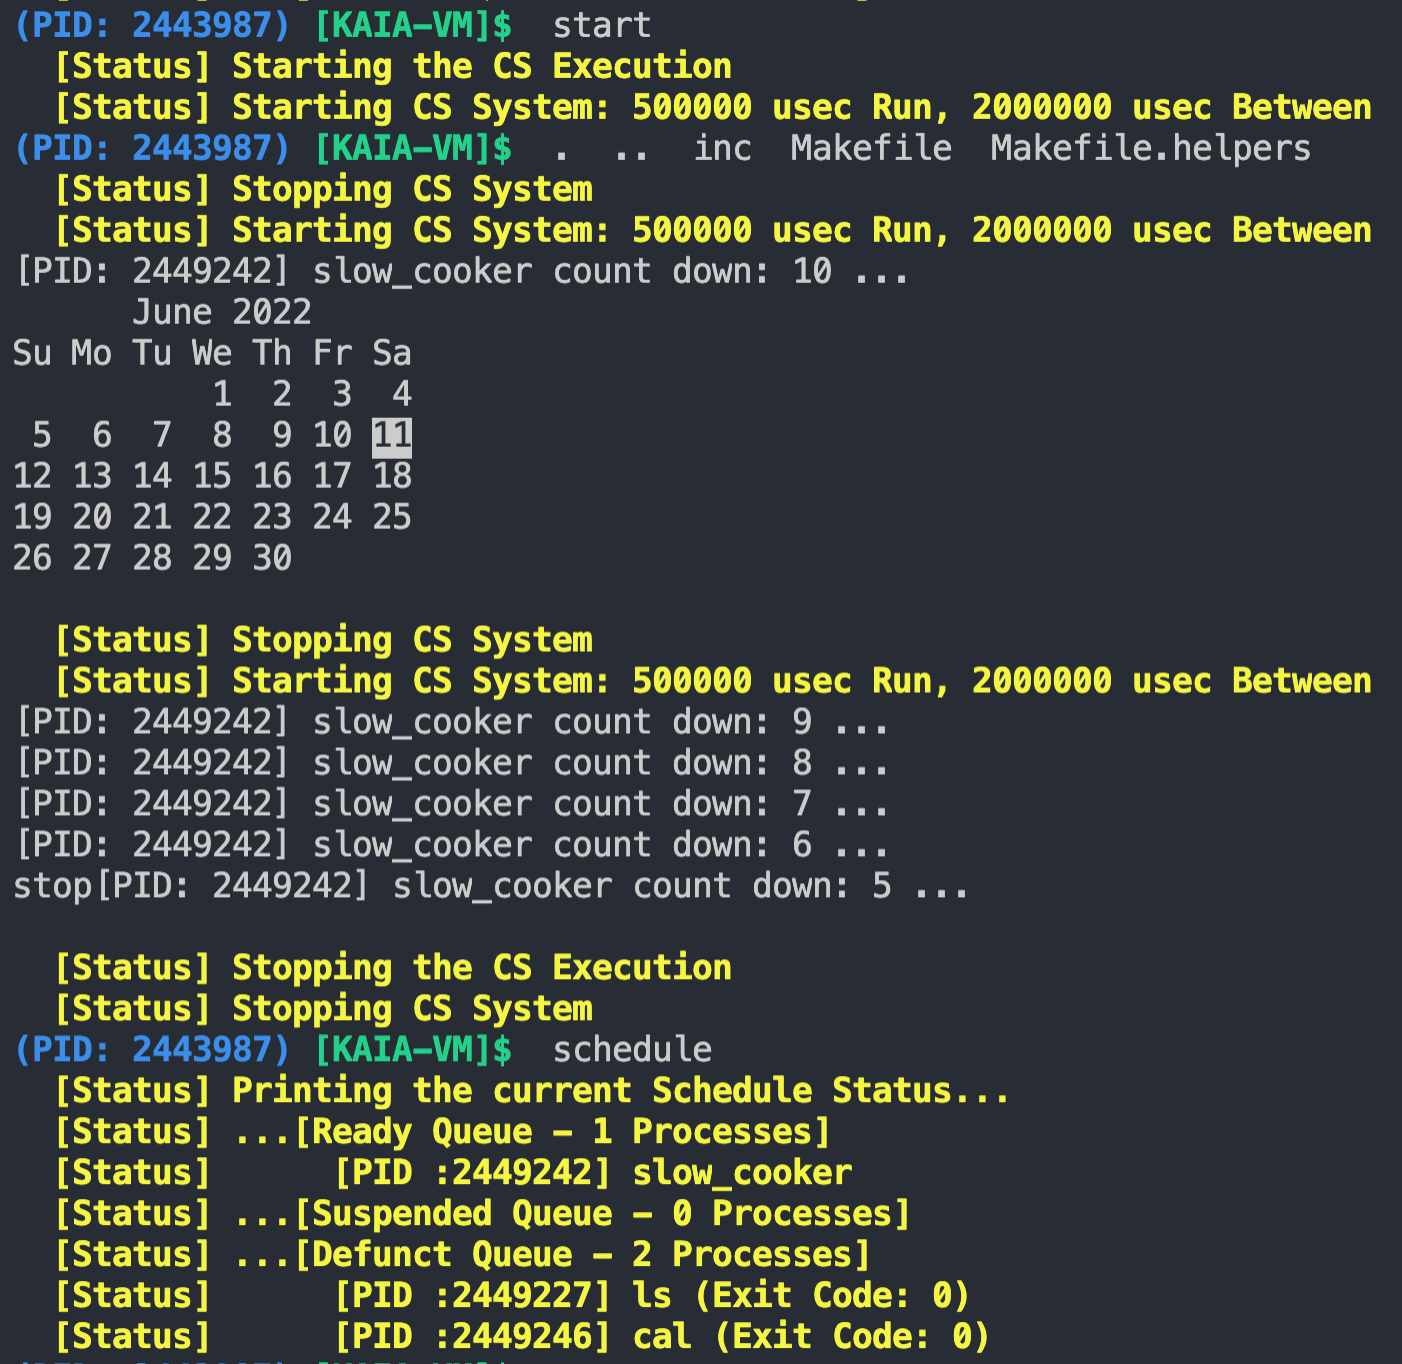 (PID: 2443987) [KAIA-VM]$  start
  [Status] Starting the CS Execution
  [Status] Starting CS System: 500000 usec Run, 2000000 usec Between
(PID: 2443987) [KAIA-VM]$  .  ..  inc  Makefile  Makefile.helpers
  [Status] Stopping CS System
  [Status] Starting CS System: 500000 usec Run, 2000000 usec Between
[PID: 2449242] slow_cooker count down: 10 ...
      June 2022
Su Mo Tu We Th Fr Sa
          1  2  3  4
 5  6  7  8  9 10 11
12 13 14 15 16 17 18
19 20 21 22 23 24 25
26 27 28 29 30
  [Status] Stopping CS System
  [Status] Starting CS System: 500000 usec Run, 2000000 usec Between
[PID: 2449242] slow_cooker count down: 9 ...
[PID: 2449242] slow_cooker count down: 8 ...
[PID: 2449242] slow_cooker count down: 7 ...
[PID: 2449242] slow_cooker count down: 6 ...
stop[PID: 2449242] slow_cooker count down: 5 ...
  [Status] Stopping the CS Execution
  [Status] Stopping CS System
(PID: 2443987) [KAIA-VM]$  schedule
  [Status] Printing the current Schedule Status...
  [Status] ...[Ready Queue - 1 Processes]
  [Status]      [PID :2449242] slow_cooker
  [Status] ...[Suspended Queue - 0 Processes]
  [Status] ...[Defunct Queue - 2 Processes]
  [Status]      [PID :2449227] ls (Exit Code: 0)
  [Status]      [PID :2449246] cal (Exit Code: 0)